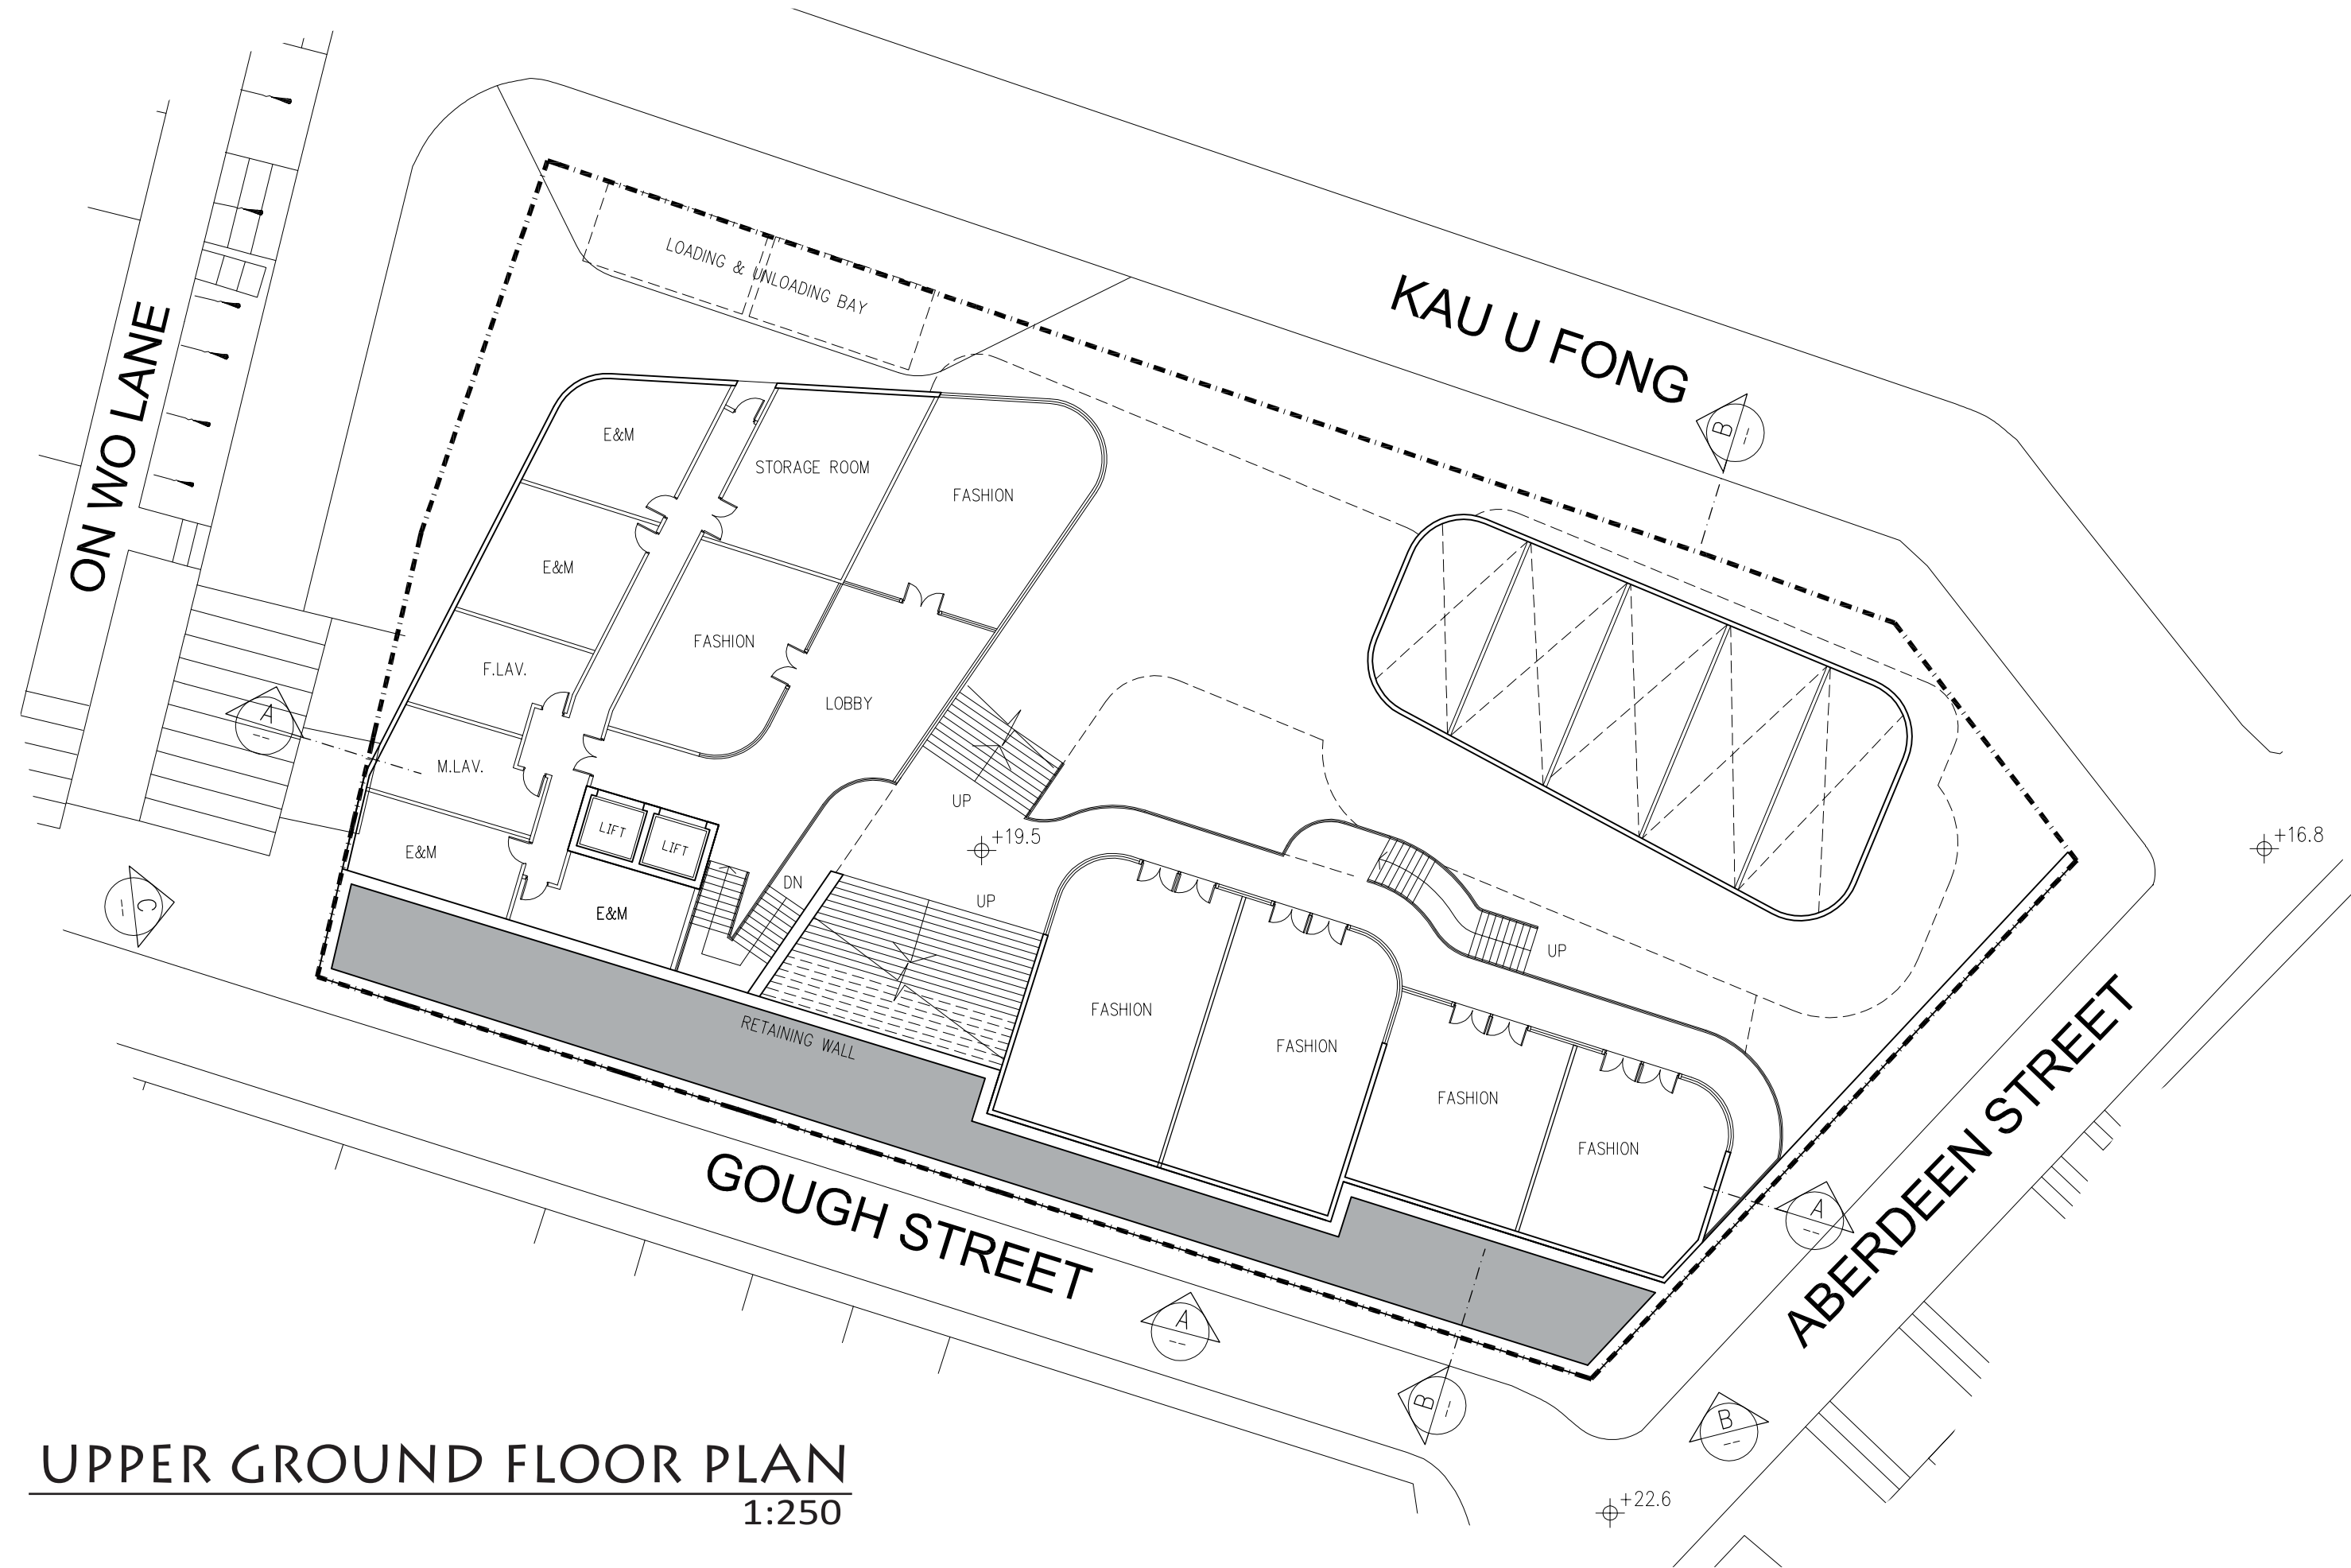 KAU U FONG
LOADING & UNLOADING BAY
ON WO LANE
B
E&M
STORAGE ROOM
FASHION
E&M
FASHION
F.LAV.
LOBBY
A
M.LAV.
UP
+19.5
+16.8
LIFT
LIFT
E&M
DN
UP
C
E&M
UP
FASHION
FASHION
RETAINING WALL
FASHION
FASHION
ABERDEEN STREET
A
GOUGH STREET
A
B
B
UPPER GROUND FLOOR PLAN
1:250
+22.6